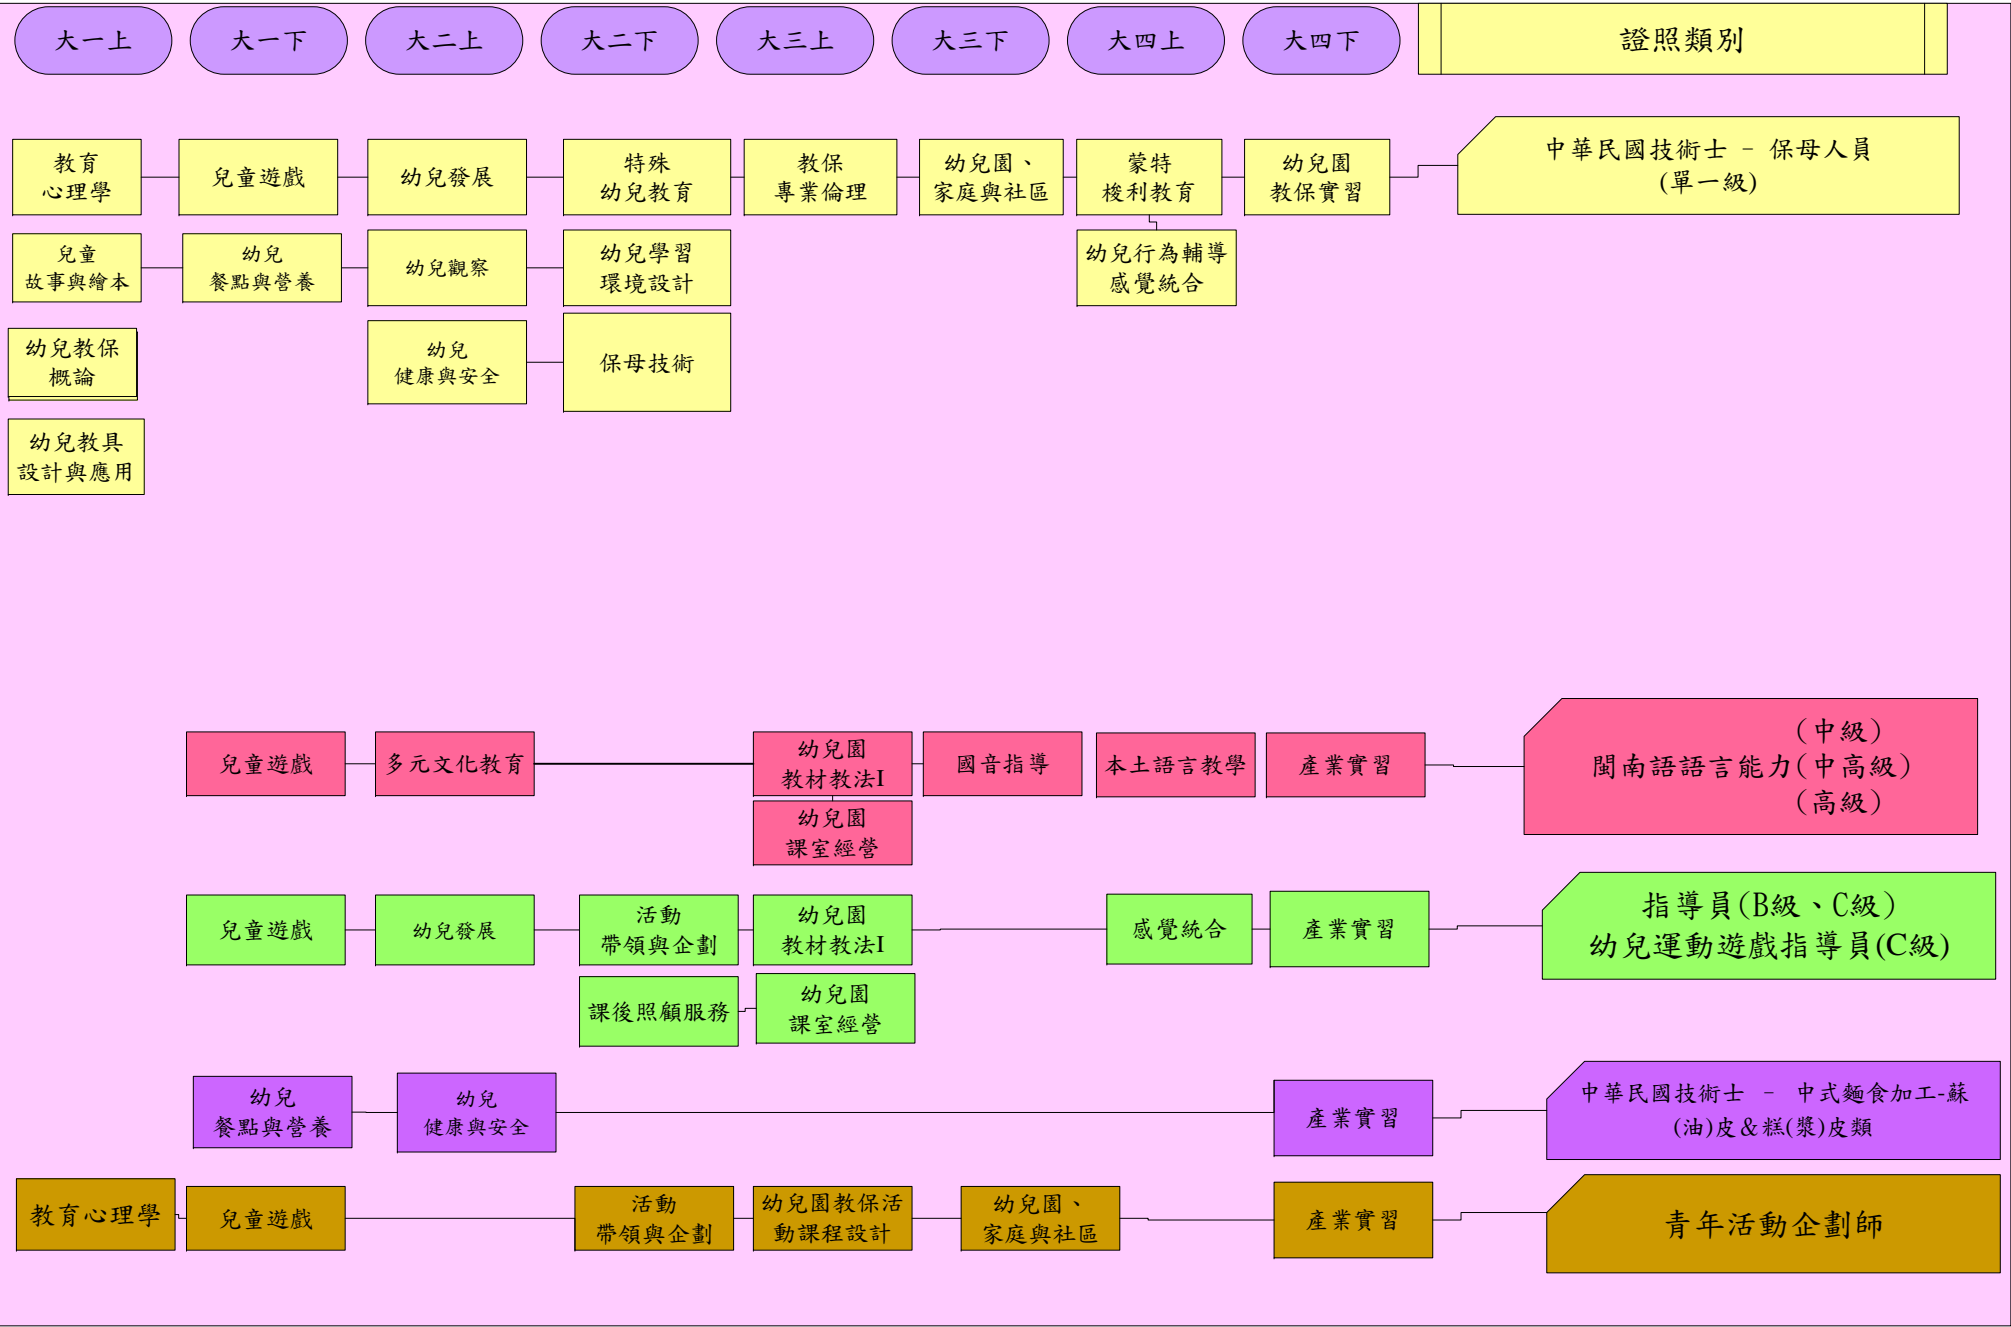 大一上
大一下
大二上
大二下
大三上
大三下
大四上
大四下
證照類別
教育
心理學
兒童遊戲
幼兒發展
特殊
幼兒教育
教保
專業倫理
幼兒園、
家庭與社區
蒙特
梭利教育
幼兒園
教保實習
中華民國技術士 - 保母人員
(單一級)
兒童
故事與繪本
幼兒
餐點與營養
幼兒觀察
幼兒學習
環境設計
幼兒行為輔導
感覺統合
幼兒教保
概論
幼兒
健康與安全
保母技術
幼兒教具
設計與應用
兒童遊戲
多元文化教育
幼兒園
教材教法I
國音指導
本土語言教學
產業實習
(中級)
閩南語語言能力(中高級)
(高級)
幼兒園
課室經營
兒童遊戲
幼兒發展
活動
帶領與企劃
幼兒園
教材教法I
感覺統合
產業實習
指導員(B級、C級)
幼兒運動遊戲指導員(C級)
課後照顧服務
幼兒園
課室經營
幼兒
餐點與營養
幼兒
健康與安全
產業實習
中華民國技術士 - 中式麵食加工-蘇
(油)皮&糕(漿)皮類
教育心理學
兒童遊戲
活動
帶領與企劃
幼兒園教保活
動課程設計
幼兒園、
家庭與社區
產業實習
青年活動企劃師